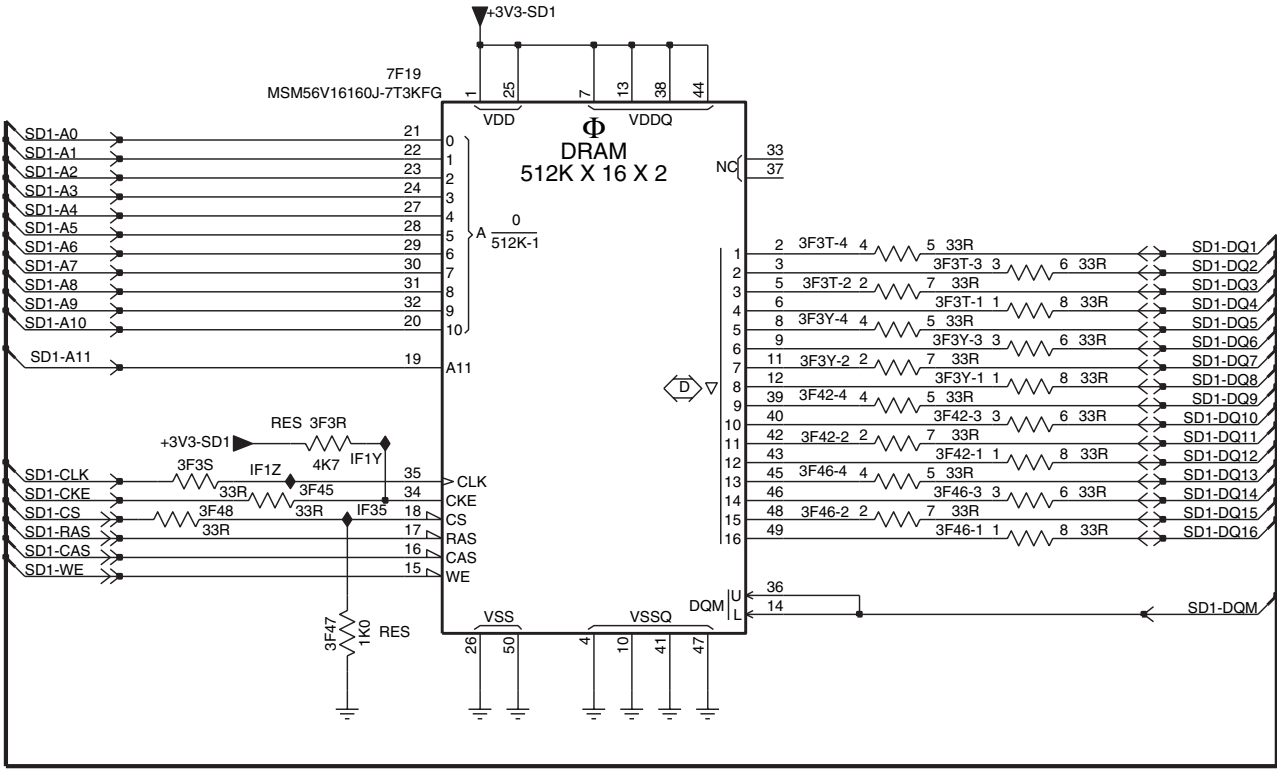 +3V3-SD1
7F19
MSM56V16160J-7T3KFG
1 25 7 13 38 44
VDD VDDQ
Φ
DRAM
512K X 16 X 2
SD1-A0 21 0
SD1-A1 22 1
SD1-A2 23 2
SD1-A3 24 3
SD1-A4 27 4
SD1-A5 28 5
SD1-A6 29 6
SD1-A7 30 7
SD1-A8 31 8
SD1-A9 32 9
SD1-A10 20 10
A 0
512K-1
SD1-A11 19 A11
NC 33
37
1 2 3F3T-4 4 5 33R SD1-DQ1
2 3 3F3T-3 3 6 33R SD1-DQ2
3 5 3F3T-2 2 7 33R SD1-DQ3
4 6 3F3T-1 1 8 33R SD1-DQ4
5 8 3F3Y-4 4 5 33R SD1-DQ5
6 9 3F3Y-3 3 6 33R SD1-DQ6
7 11 3F3Y-2 2 7 33R SD1-DQ7
8 12 3F3Y-1 1 8 33R SD1-DQ8
9 39 3F42-4 4 5 33R SD1-DQ9
10 40 3F42-3 3 6 33R SD1-DQ10
11 42 3F42-2 2 7 33R SD1-DQ11
12 43 3F42-1 1 8 33R SD1-DQ12
13 45 3F46-4 4 5 33R SD1-DQ13
14 46 3F46-3 3 6 33R SD1-DQ14
15 48 3F46-2 2 7 33R SD1-DQ15
16 49 3F46-1 1 8 33R SD1-DQ16
D
RES 3F3R
+3V3-SD1 4K7 IF1Y
SD1-CLK 3F3S 33R IF1Z 35 CLK
SD1-CKE 3F45 33R 34 CKE
SD1-CS 3F48 33R IF35 18 CS
SD1-RAS 17 RAS
SD1-CAS 16 CAS
SD1-WE 15 WE
3F47 1K0 RES
DQM U 36
L 14 SD1-DQM
VSS VSSQ
26 50 4 10 41 47